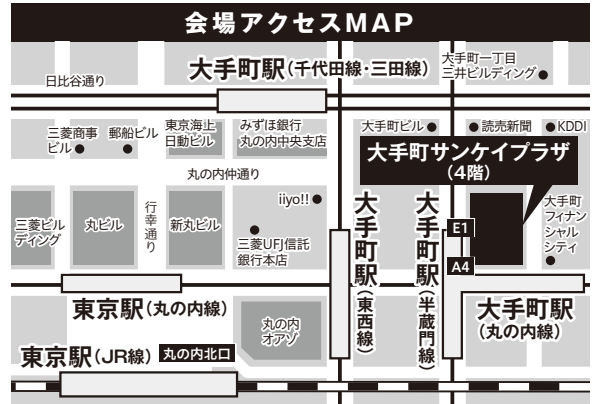 会場アクセスMAP
日比谷通り
大手町駅(千代田線・三田線)
大手町一丁目
三井ビルディング
三菱商事
ビル
郵船ビル
東京海上
日動ビル
みずほ銀行
丸の内中央支店
大手町ビル
読売新聞
KDDI
大手町サンケイプラザ
(4階)
丸の内仲通り
三菱ビル
ディング
丸ビル
行幸通り
新丸ビル
iiyo!!
三菱UFJ信託
銀行本店
大手町駅(東西線)
大手町駅(半蔵門線)
E1
A4
大手町
フィナン
シャル
シティ
東京駅(丸の内線)
丸の内
オアゾ
大手町駅
(丸の内線)
東京駅(JR線)
丸の内北口